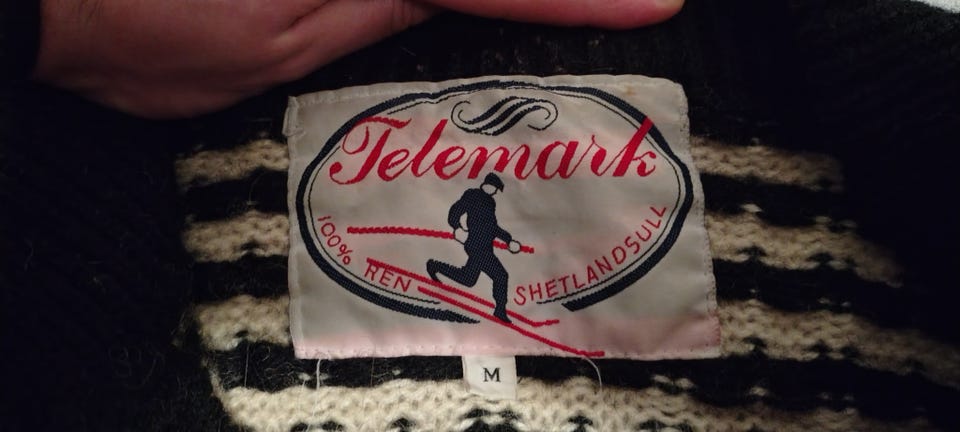 Telemark
100% REN SHETLANDSULL
M